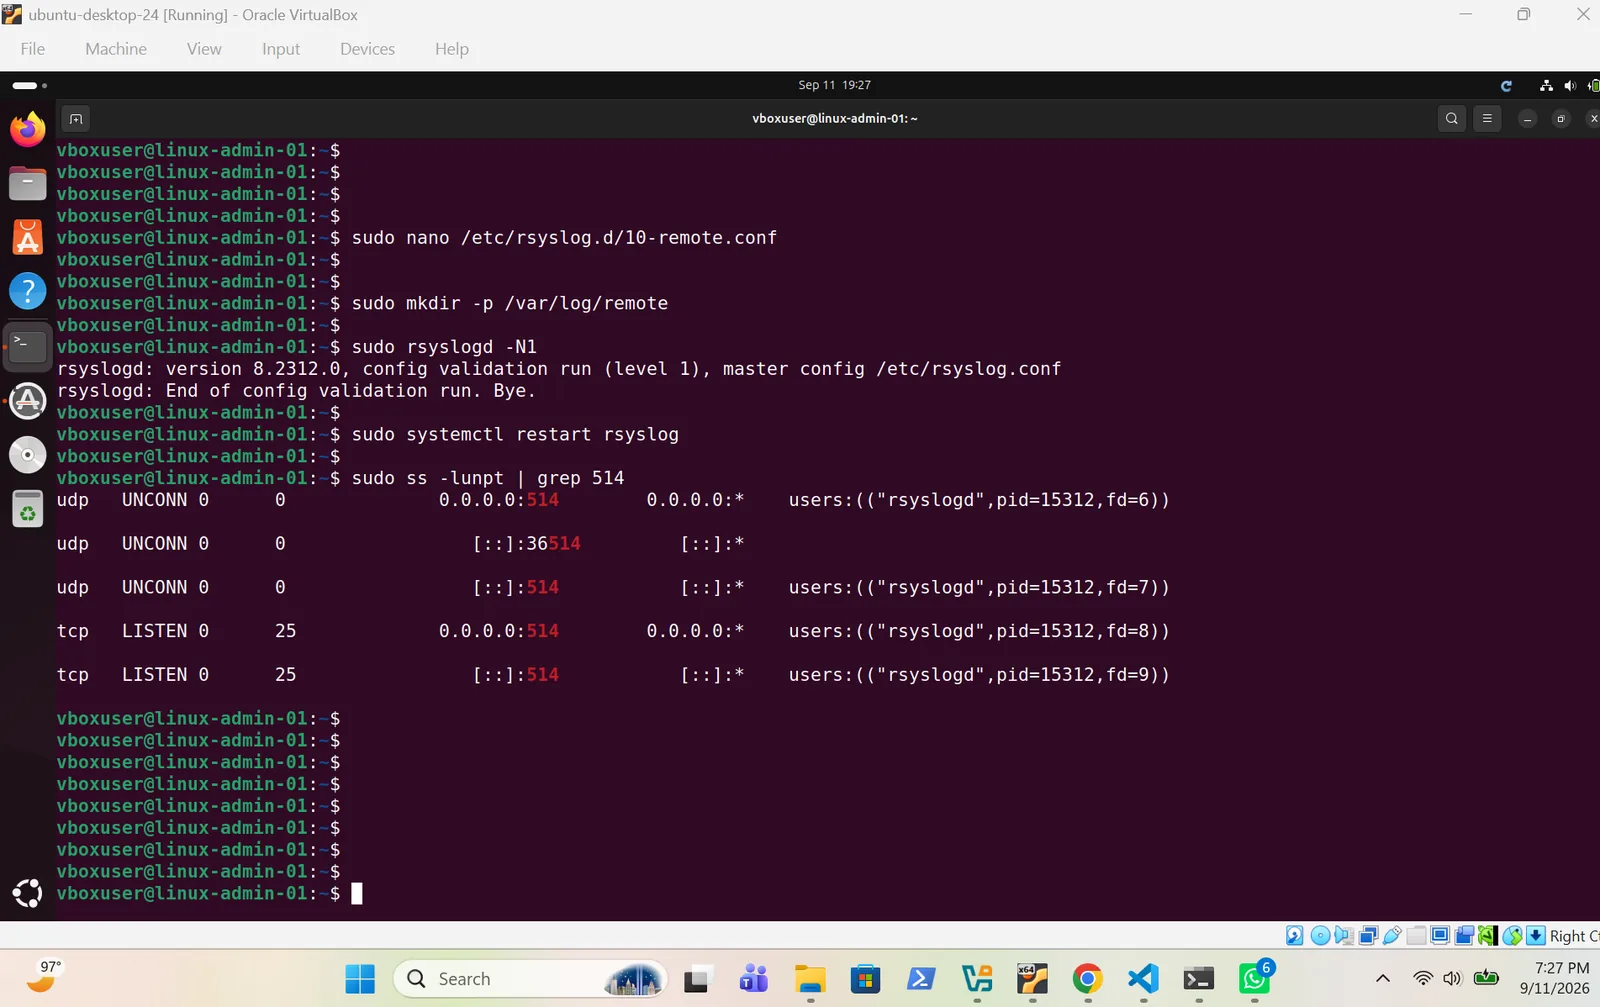 ubuntu-desktop-24 [Running] - Oracle VirtualBox
File Machine View Input Devices Help
Sep 11 19:27
vboxuser@linux-admin-01: ~
vboxuser@linux-admin-01:~$
vboxuser@linux-admin-01:~$
vboxuser@linux-admin-01:~$
vboxuser@linux-admin-01:~$
vboxuser@linux-admin-01:~$ sudo nano /etc/rsyslog.d/10-remote.conf
vboxuser@linux-admin-01:~$
vboxuser@linux-admin-01:~$
vboxuser@linux-admin-01:~$ sudo mkdir -p /var/log/remote
vboxuser@linux-admin-01:~$
vboxuser@linux-admin-01:~$ sudo rsyslogd -N1
rsyslogd: version 8.2312.0, config validation run (level 1), master config /etc/rsyslog.conf
rsyslogd: End of config validation run. Bye.
vboxuser@linux-admin-01:~$
vboxuser@linux-admin-01:~$ sudo systemctl restart rsyslog
vboxuser@linux-admin-01:~$
vboxuser@linux-admin-01:~$ sudo ss -lunpt | grep 514
udp UNCONN 0 0 0.0.0.0:514 0.0.0.0:* users:(("rsyslogd",pid=15312,fd=6))
udp UNCONN 0 0 [::]:36514 [::]:*
udp UNCONN 0 0 [::]:514 [::]:* users:(("rsyslogd",pid=15312,fd=7))
tcp LISTEN 0 25 0.0.0.0:514 0.0.0.0:* users:(("rsyslogd",pid=15312,fd=8))
tcp LISTEN 0 25 [::]:514 [::]:* users:(("rsyslogd",pid=15312,fd=9))
vboxuser@linux-admin-01:~$
vboxuser@linux-admin-01:~$
vboxuser@linux-admin-01:~$
vboxuser@linux-admin-01:~$
vboxuser@linux-admin-01:~$
vboxuser@linux-admin-01:~$
vboxuser@linux-admin-01:~$
vboxuser@linux-admin-01:~$
vboxuser@linux-admin-01:~$
Right
97°
Search
x64
6
7:27 PM
9/11/2026